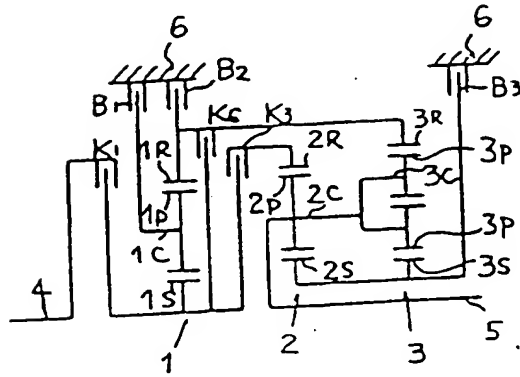 6 6
B B2 B3
K1 K6 K3
1R 2R 3R
1P 2P 3P
1C 2C 3C
1S 2S 3P
3S
4 5
1 2 3